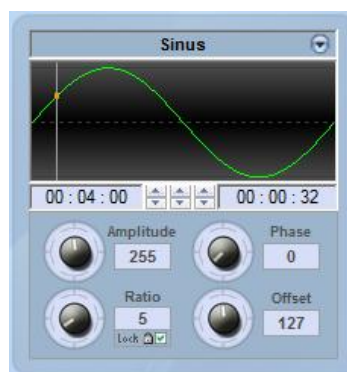 Sinus
00 : 04 : 00 00 : 00 : 32
Amplitude Phase
255 0
Ratio Offset
5 127
Lock